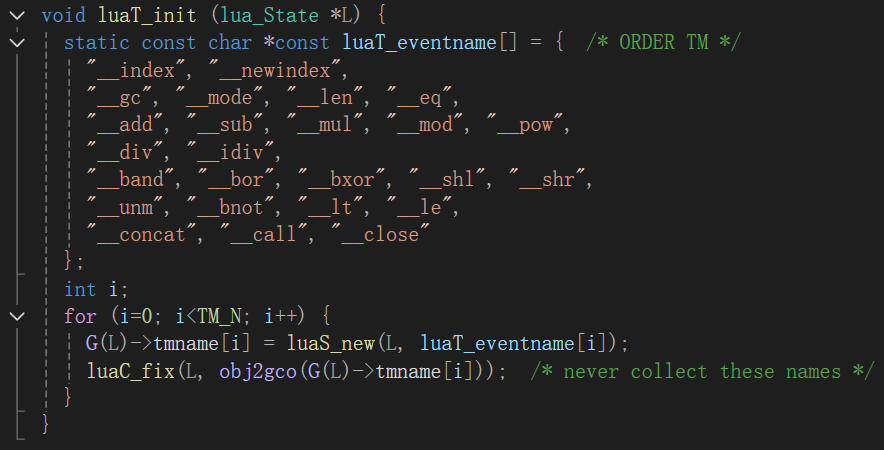 void luaT_init (lua_State *L) {
  static const char *const luaT_eventname[] = {  /* ORDER TM */
    "__index", "__newindex",
    "__gc", "__mode", "__len", "__eq",
    "__add", "__sub", "__mul", "__mod", "__pow",
    "__div", "__idiv",
    "__band", "__bor", "__bxor", "__shl", "__shr",
    "__unm", "__bnot", "__lt", "__le",
    "__concat", "__call", "__close"
  };
  int i;
  for (i=0; i<TM_N; i++) {
    G(L)->tmname[i] = luaS_new(L, luaT_eventname[i]);
    luaC_fix(L, obj2gco(G(L)->tmname[i]));  /* never collect these names */
  }
}